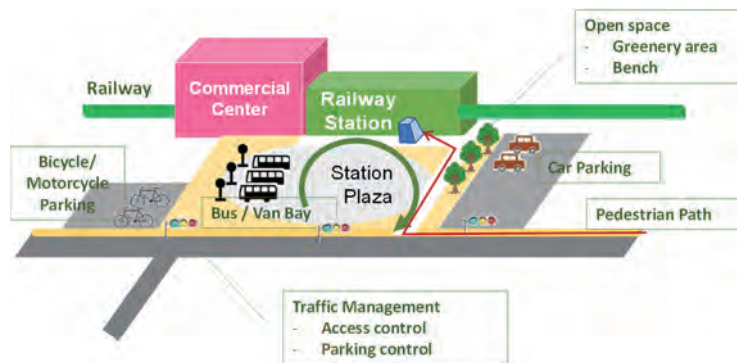 Open space
- Greenery area
- Bench
Railway
Commercial
Center
Railway
Station
Bicycle/
Motorcycle
Parking
Station
Plaza
Car Parking
Bus / Van Bay
Pedestrian Path
Traffic Management
- Access control
- Parking control